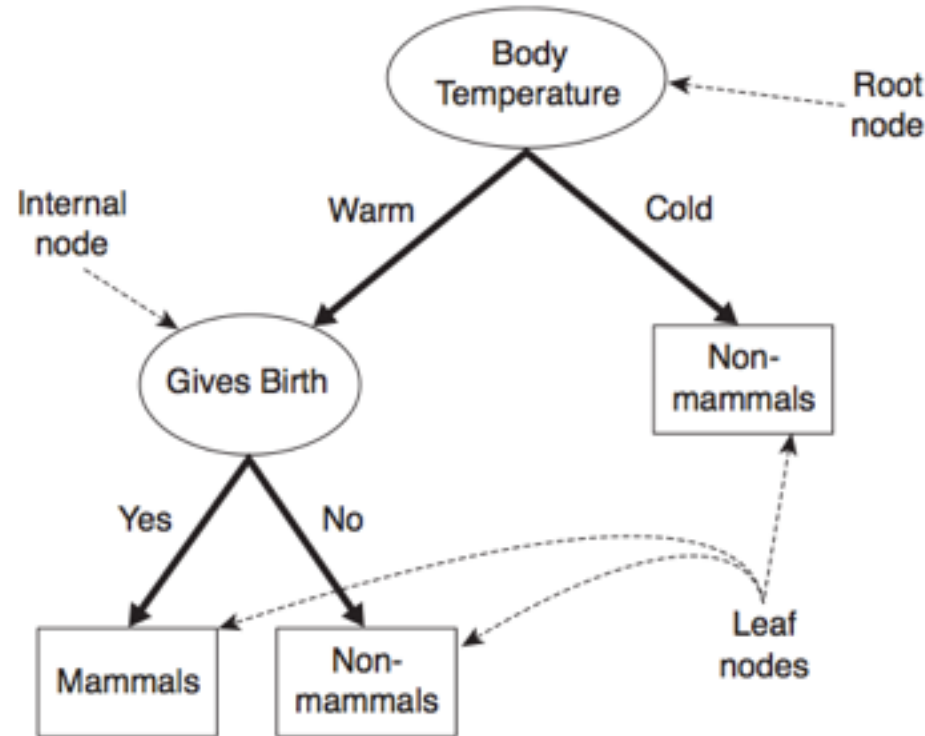 Body
Temperature
Root
node
Internal
node
Warm
Cold
Gives Birth
Non-
mammals
Yes
No
Mammals
Non-
mammals
Leaf
nodes